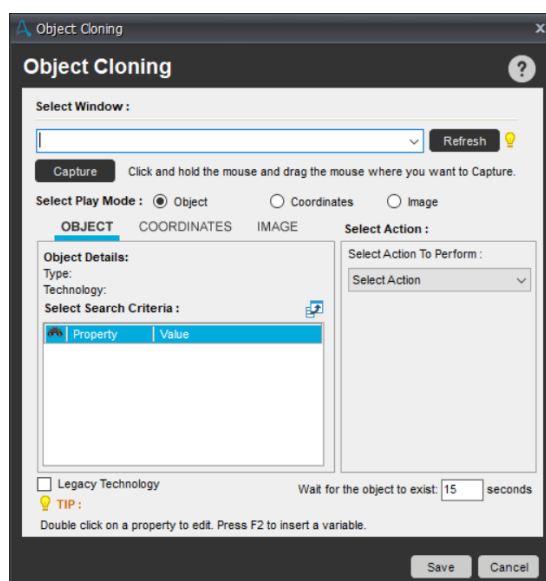 Object Cloning
x
Object Cloning
?
Select Window :
Refresh
Capture Click and hold the mouse and drag the mouse where you want to Capture.
Select Play Mode : Object Coordinates Image
OBJECT COORDINATES IMAGE Select Action :
Object Details: Select Action To Perform :
Type: Select Action
Technology:
Select Search Criteria :
Property Value
Legacy Technology Wait for the object to exist: 15 seconds
TIP :
Double click on a property to edit. Press F2 to insert a variable.
Save Cancel